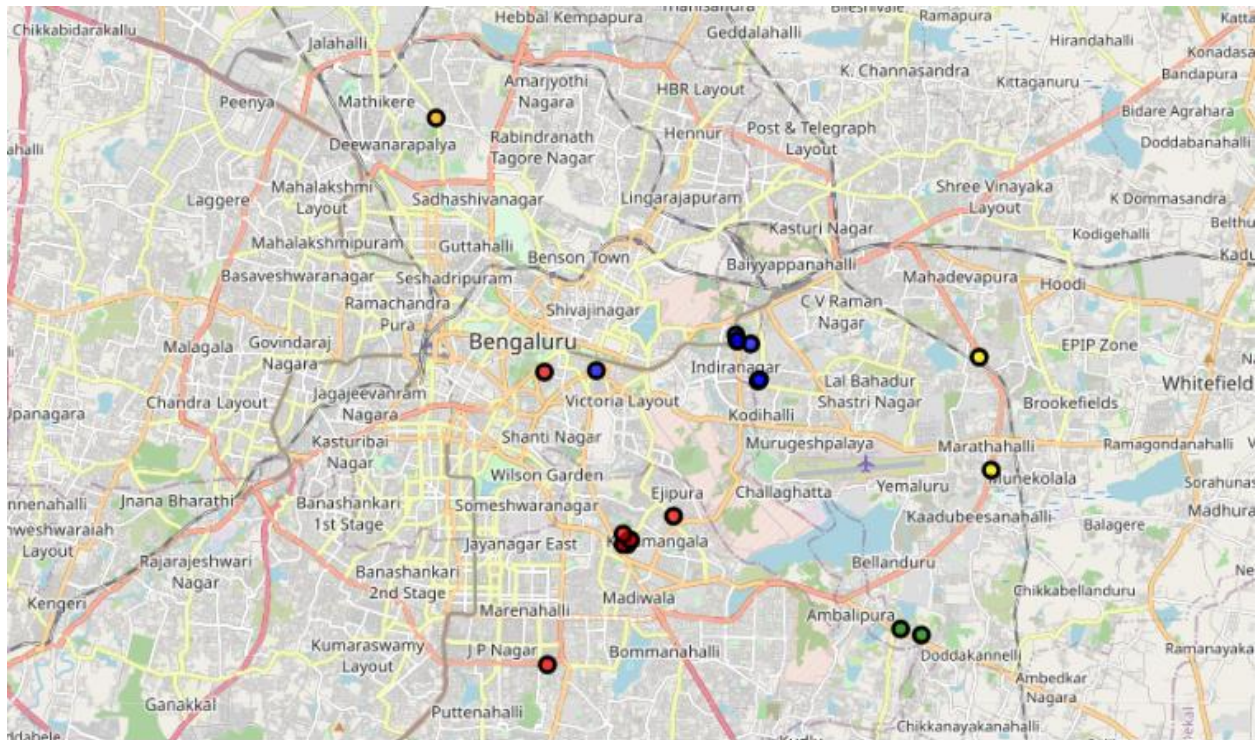 Chikkabidarakallu
Hebbal Kempapura
Geddalahalli
Ramapura
Jalahalli
Hirandahalli
K. Channasandra
Kittaganuru
Bandapura
Peenya
Mathikere
Amarjyothi
Nagara
HBR Layout
Bidare Agrahara
Doddabanahalli
Deewanarapalya
Rabindranath
Tagore Nagar
Hennur
Post & Telegraph
Layout
Laggere
Mahalakshmi
Layout
Sadhashivanagar
Lingarajapuram
Shree Vinayaka
Layout
K Dommasandra
Mahalakshmipuram
Guttahalli
Kasturi Nagar
Kodigehalli
Basaveshwaranagar
Seshadripuram
Benson Town
Baiyyappanahalli
Mahadevapura
Hoodi
Ramachandra
Pura
Shivajinagar
C V Raman
Nagar
Malagala
Govindraj
Nagara
Bengaluru
Indiranagar
EPIP Zone
Whitefield
Chandra Layout
Jagajeevanram
Nagara
Victoria Layout
Kodihalli
Lal Bahadur
Shastri Nagar
Brookefields
Kasturibai
Nagar
Shanti Nagar
Murugeshpalaya
Marathahalli
Ramagondanahalli
Jnana Bharathi
Banashankari
1st Stage
Wilson Garden
Someshwaranagar
Ejipura
Challaghatta
Yemaluru
Munekolala
Kaadubeesanahalli
Balagere
Rajarajeshwari
Nagar
Jayanagar East
Banashankari
2nd Stage
Bellanduru
Kengeri
Marenahalli
Madiwala
Ambalipura
Chikkabellanduru
Kumaraswamy
Layout
J P Nagar
Bommanahalli
Doddakannelli
Ambedkar
Nagara
Ganakkal
Puttenahalli
Chikkanayakanahalli